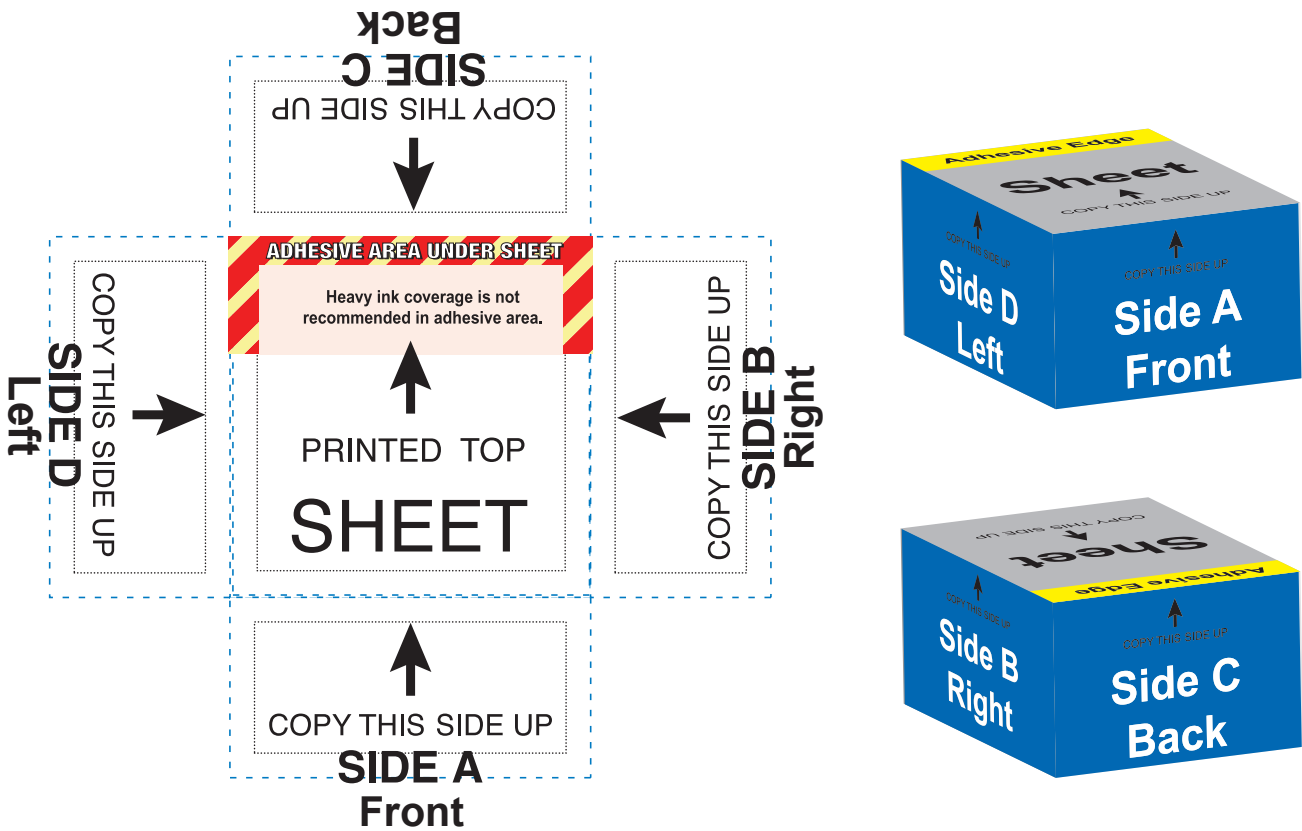 Back
SIDE C
COPY THIS SIDE UP
ADHESIVE AREA UNDER SHEET
Heavy ink coverage is not
recommended in adhesive area.
COPY THIS SIDE UP
SIDE D
Left
PRINTED TOP
SHEET
COPY THIS SIDE UP
SIDE B
Right
COPY THIS SIDE UP
SIDE A
Front
Adhesive Edge
Sheet
COPY THIS SIDE UP
COPY THIS SIDE UP
Side D
Left
COPY THIS SIDE UP
Side A
Front
COPY THIS SIDE UP
Sheet
Adhesive Edge
COPY THIS SIDE UP
Side B
Right
COPY THIS SIDE UP
Side C
Back